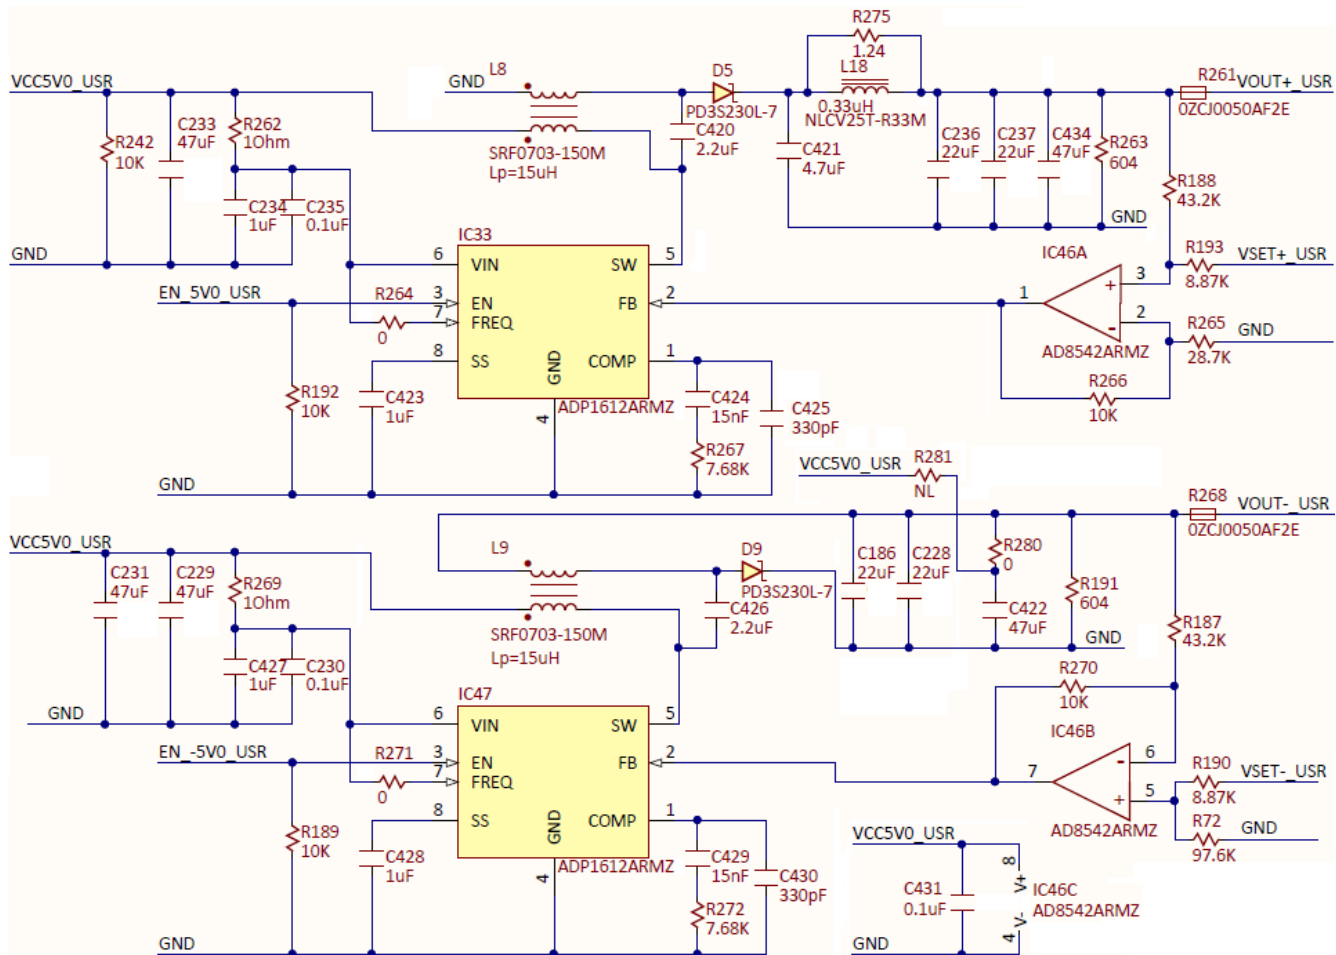 R275
1.24
L18
0.33uH
NLCV25T-R33M
VCC5V0_USR
GND
L8
D5
PD3S230L-7
R261
VOUT+_USR
0ZCJ0050AF2E
R242
10K
C233
47uF
R262
1Ohm
SRF0703-150M
Lp=15uH
C420
2.2uF
C421
4.7uF
C236
22uF
C237
22uF
C434
47uF
R263
604
R188
43.2K
C234
1uF
C235
0.1uF
GND
GND
IC33
6
VIN
SW
5
IC46A
R193
VSET+_USR
8.87K
EN_5V0_USR
R264
0
3
EN
7
FREQ
FB
2
1
3
+
2
-
AD8542ARMZ
R265
GND
28.7K
8
SS
GND
COMP
1
R266
10K
R192
10K
C423
1uF
4
ADP1612ARMZ
C424
15nF
C425
330pF
R267
7.68K
GND
VCC5V0_USR
R281
NL
R268
VOUT-_USR
0ZCJ0050AF2E
VCC5V0_USR
L9
D9
PD3S230L-7
C231
47uF
C229
47uF
R269
1Ohm
SRF0703-150M
Lp=15uH
C426
2.2uF
C186
22uF
C228
22uF
R280
0
C422
47uF
R191
604
R187
43.2K
GND
C427
1uF
C230
0.1uF
GND
IC47
6
VIN
SW
5
R270
10K
IC46B
EN_-5V0_USR
R271
0
3
EN
7
FREQ
FB
2
7
6
-
5
+
AD8542ARMZ
R190
VSET-_USR
8.87K
R72
GND
97.6K
8
SS
GND
COMP
1
R189
10K
C428
1uF
4
ADP1612ARMZ
C429
15nF
C430
330pF
R272
7.68K
GND
VCC5V0_USR
C431
0.1uF
8
V+
V-
4
IC46C
AD8542ARMZ
GND